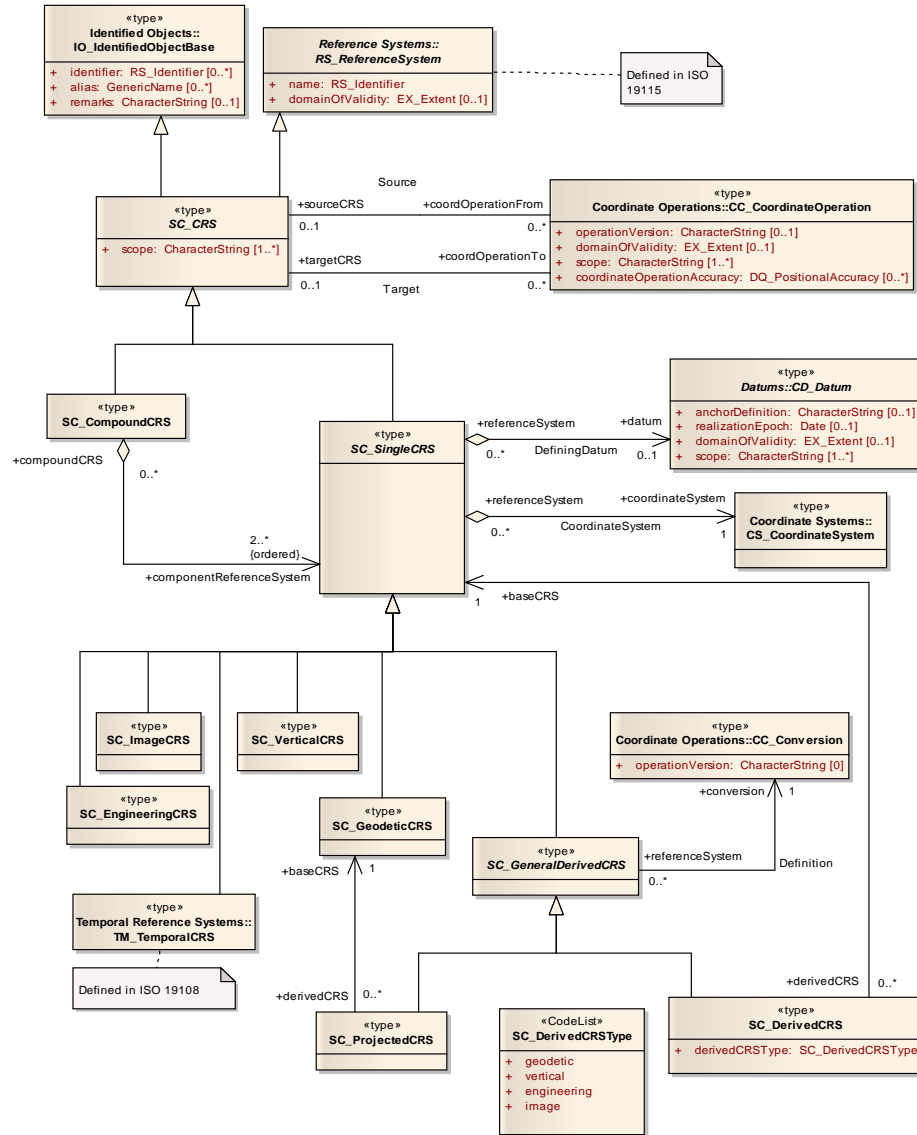 «type»
Identified Objects::
IO_IdentifiedObjectBase
+ identifier: RS_Identifier [0..*]
+ alias: GenericName [0..*]
+ remarks: CharacterString [0..1]
Reference Systems::
RS_ReferenceSystem
+ name: RS_Identifier
+ domainOfValidity: EX_Extent [0..1]
Defined in ISO
19115
«type»
SC_CRS
+ scope: CharacterString [1..*]
Source
+sourceCRS
+coordOperationFrom
0..1
0..*
+targetCRS
+coordOperationTo
0..1
Target
0..*
«type»
Coordinate Operations::CC_CoordinateOperation
+ operationVersion: CharacterString [0..1]
+ domainOfValidity: EX_Extent [0..1]
+ scope: CharacterString [1..*]
+ coordinateOperationAccuracy: DQ_PositionalAccuracy [0..*]
«type»
SC_CompoundCRS
+compoundCRS
0..*
2..*
{ordered}
+componentReferenceSystem
«type»
SC_SingleCRS
+referenceSystem
+datum
0..*
DefiningDatum
0..1
«type»
Datums::CD_Datum
+ anchorDefinition: CharacterString [0..1]
+ realizationEpoch: Date [0..1]
+ domainOfValidity: EX_Extent [0..1]
+ scope: CharacterString [1..*]
+referenceSystem
+coordinateSystem
0..*
CoordinateSystem
1
«type»
Coordinate Systems::
CS_CoordinateSystem
1
+baseCRS
«type»
SC_ImageCRS
«type»
SC_VerticalCRS
«type»
Coordinate Operations::CC_Conversion
+ operationVersion: CharacterString [0]
«type»
SC_EngineeringCRS
«type»
SC_GeodeticCRS
+conversion
1
«type»
SC_GeneralDerivedCRS
+referenceSystem
0..*
Definition
+baseCRS
1
«type»
Temporal Reference Systems::
TM_TemporalCRS
Defined in ISO 19108
+derivedCRS
0..*
+derivedCRS
0..*
«type»
SC_ProjectedCRS
«CodeList»
SC_DerivedCRSType
+ geodetic
+ vertical
+ engineering
+ image
«type»
SC_DerivedCRS
+ derivedCRSType: SC_DerivedCRSType